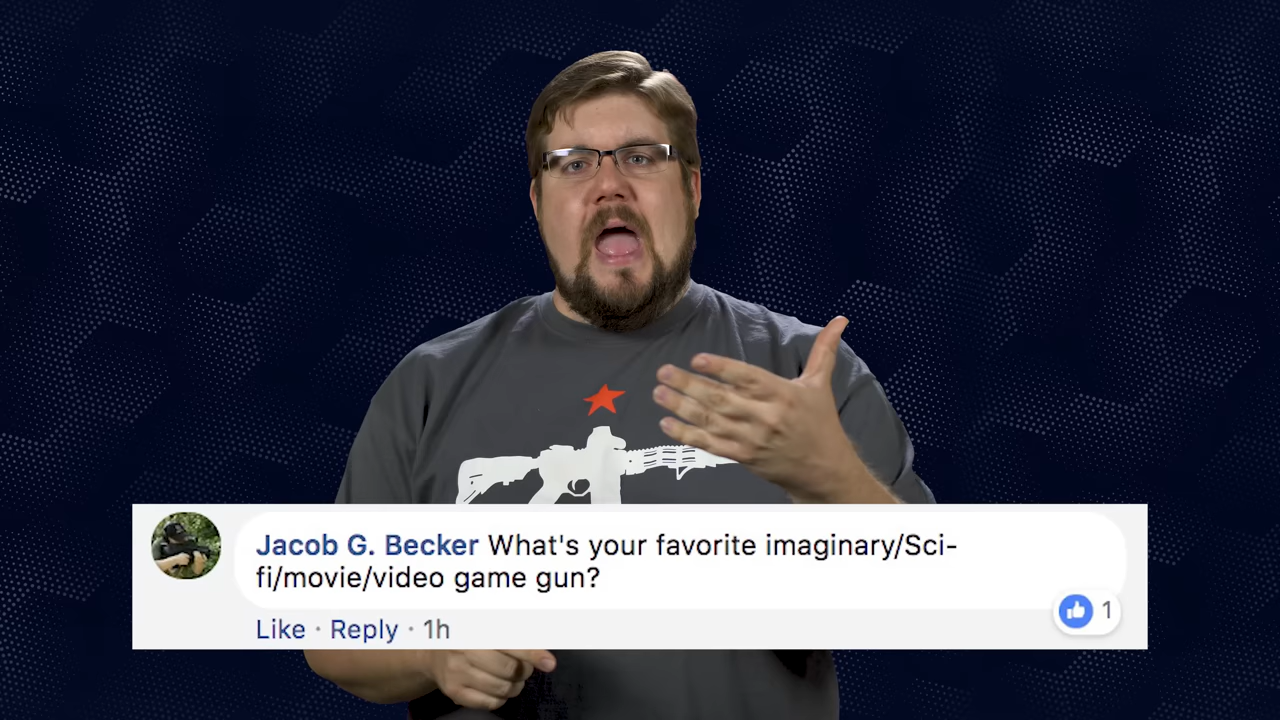 Jacob G. Becker What's your favorite imaginary/Sci-
fi/movie/video game gun?
1
Like · Reply · 1h